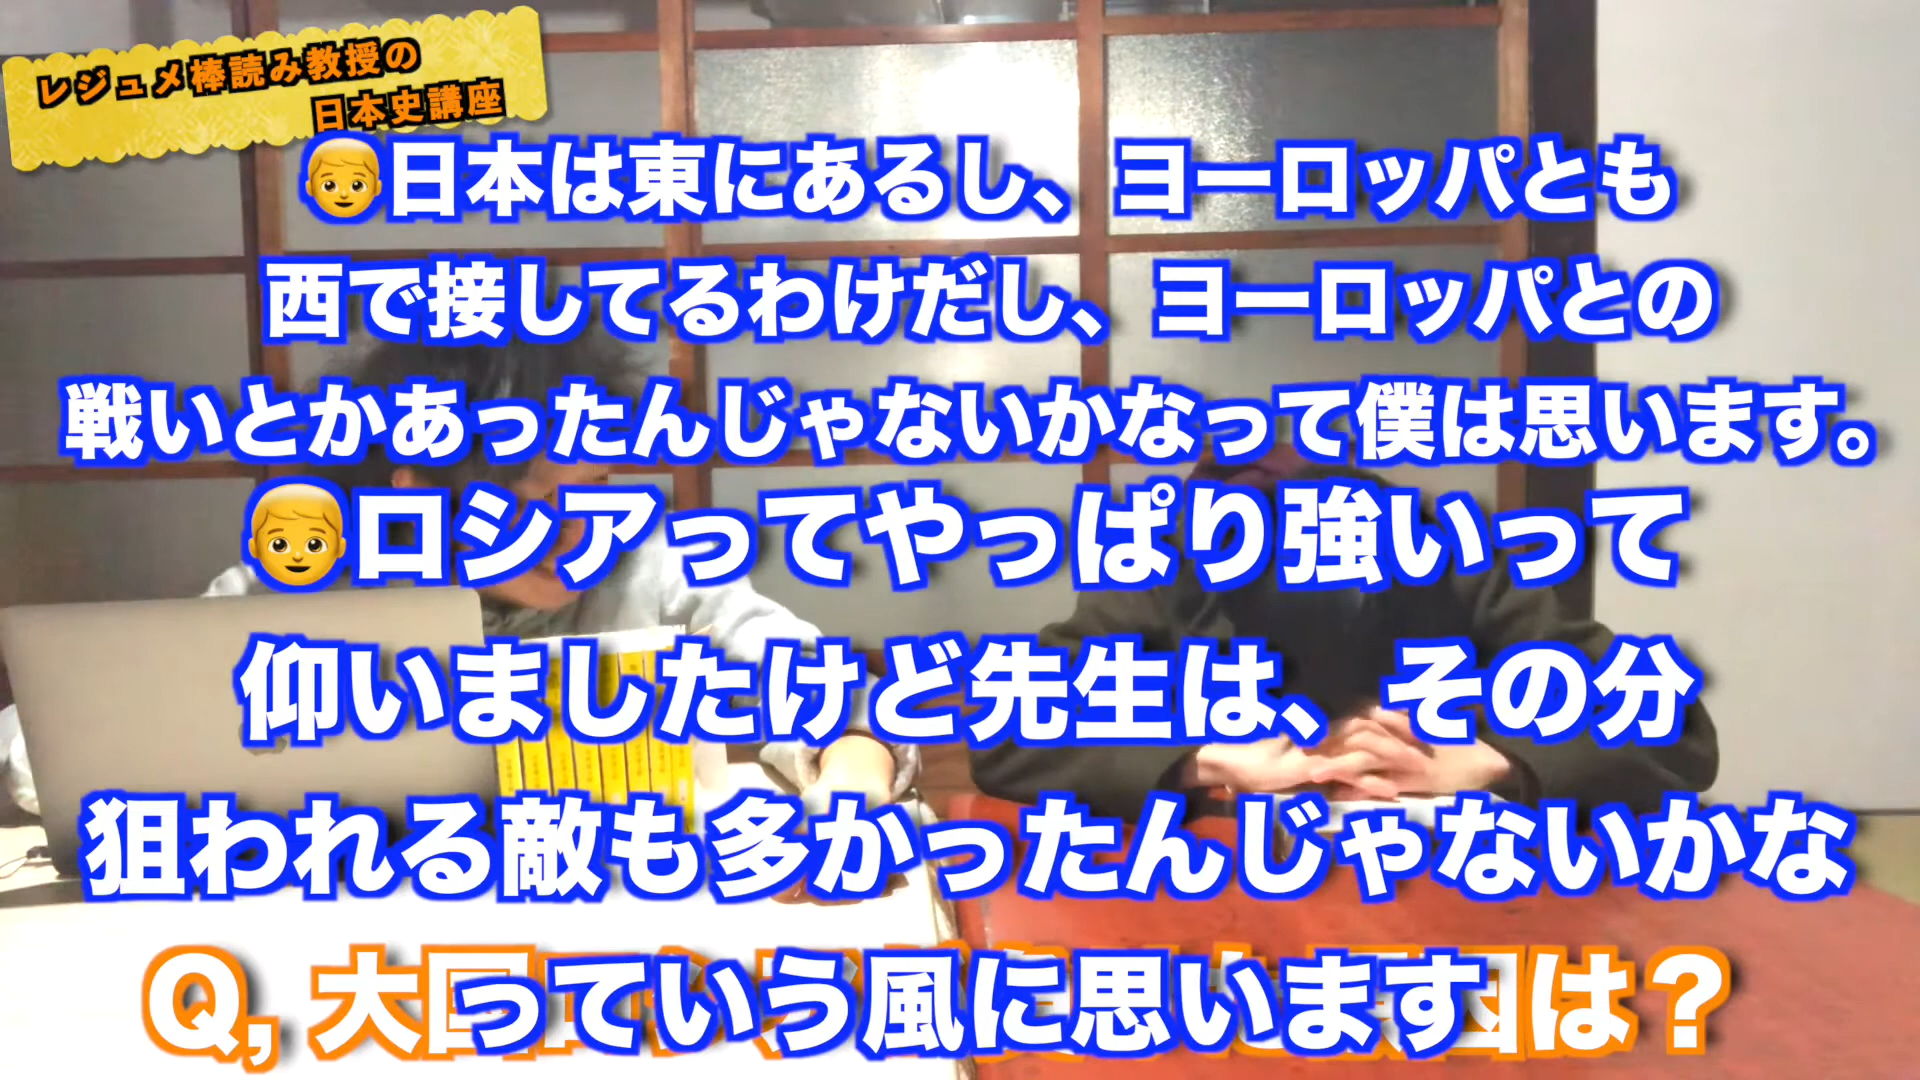 レジュメ棒読み教授の
日本史講座
👦日本は東にあるし、ヨーロッパとも
西で接してるわけだし、ヨーロッパとの
戦いとかあったんじゃないかなって僕は思います。
👦ロシアってやっぱり強いって
仰いましたけど先生は、その分
狙われる敵も多かったんじゃないかな
っていう風に思います
Q, 大国 は？